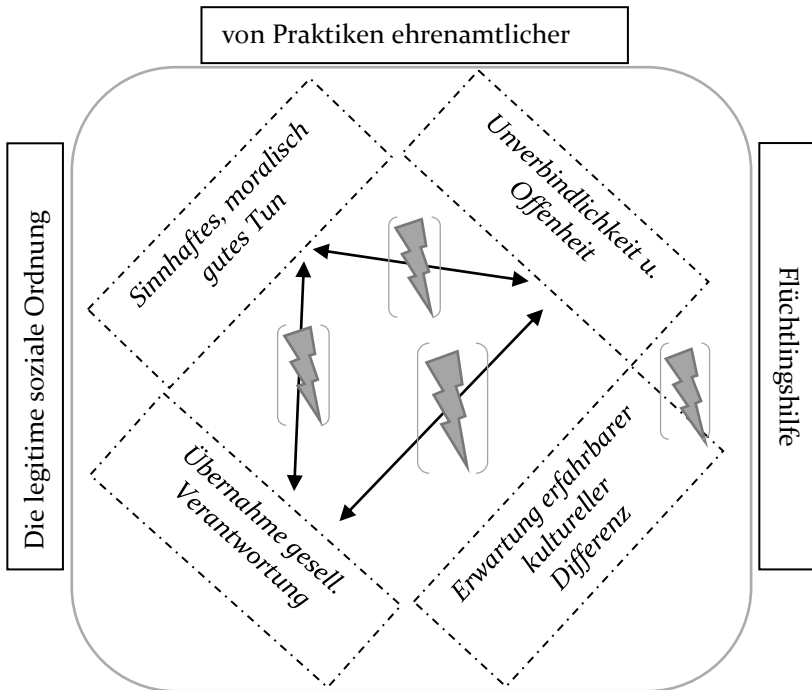 Die legitime soziale Ordnung
von Praktiken ehrenamtlicher
Flüchtlingshilfe
Sinnhaftes, moralisch
gutes Tun
Unverbindlichkeit u.
Offenheit
Übernahme gesell.
Verantwortung
Erwartung erfahrbarer
kultureller
Differenz